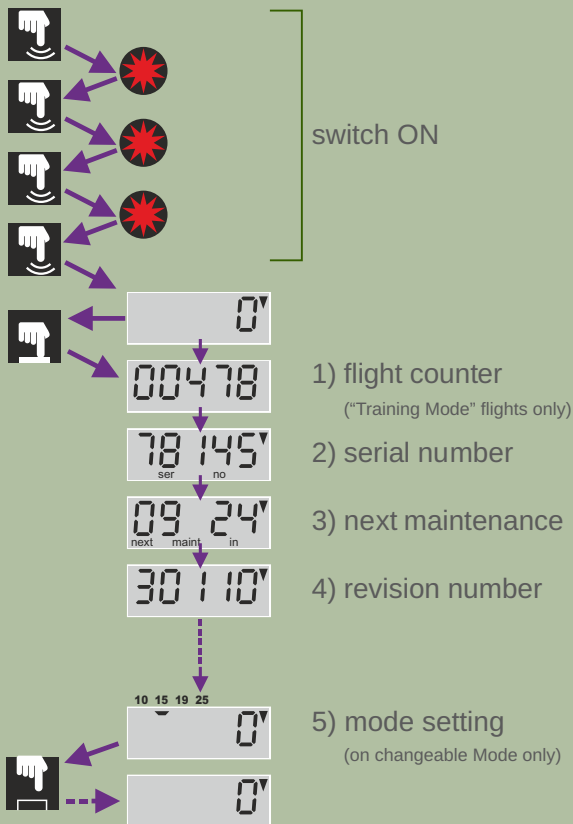 switch ON
0
00478
1) flight counter
(“Training Mode” flights only)
78 145
ser no
2) serial number
09 24
next maint in
3) next maintenance
30110
4) revision number
10 15 19 25
0
5) mode setting
(on changeable Mode only)
0